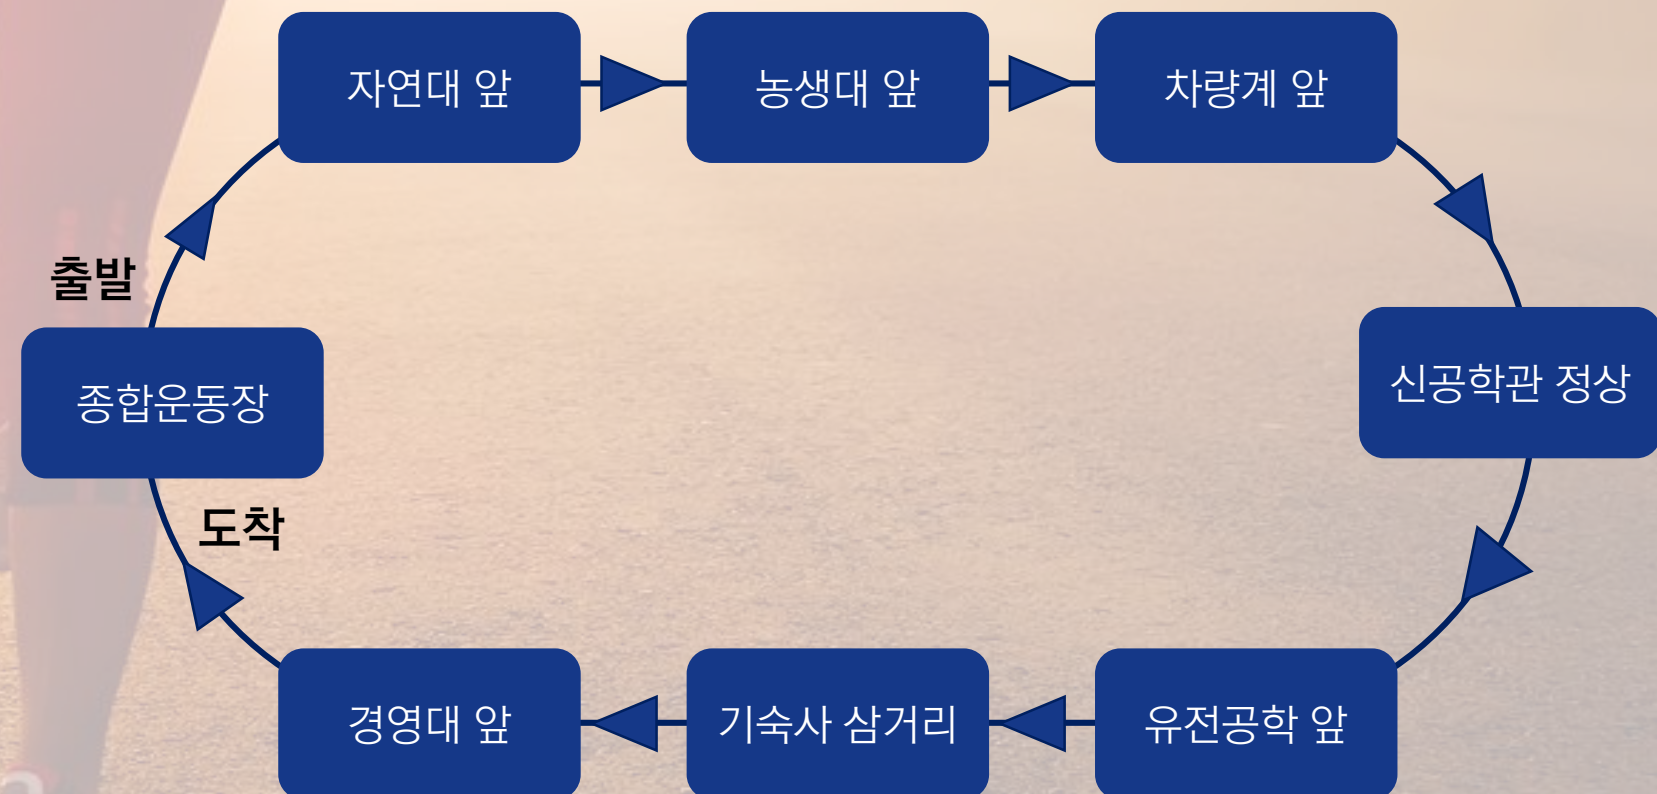 자연대 앞
농생대 앞
차량계 앞
출발
종합운동장
신공학관 정상
도착
경영대 앞
기숙사 삼거리
유전공학 앞